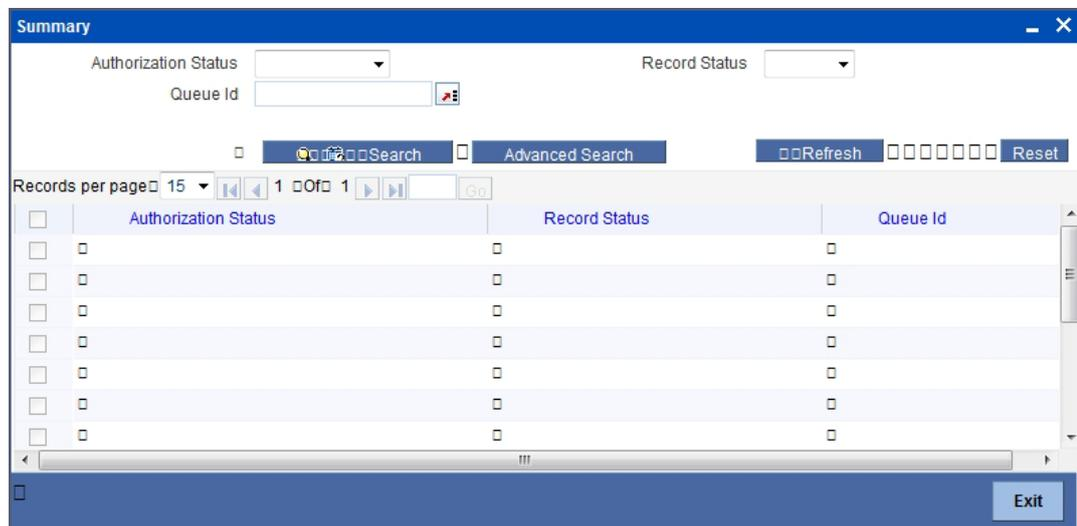 Summary
Authorization Status
Record Status
Queue Id
Search
Advanced Search
Refresh
Reset
Records per page 15 1 Of 1 Go
Authorization Status Record Status Queue Id
Exit